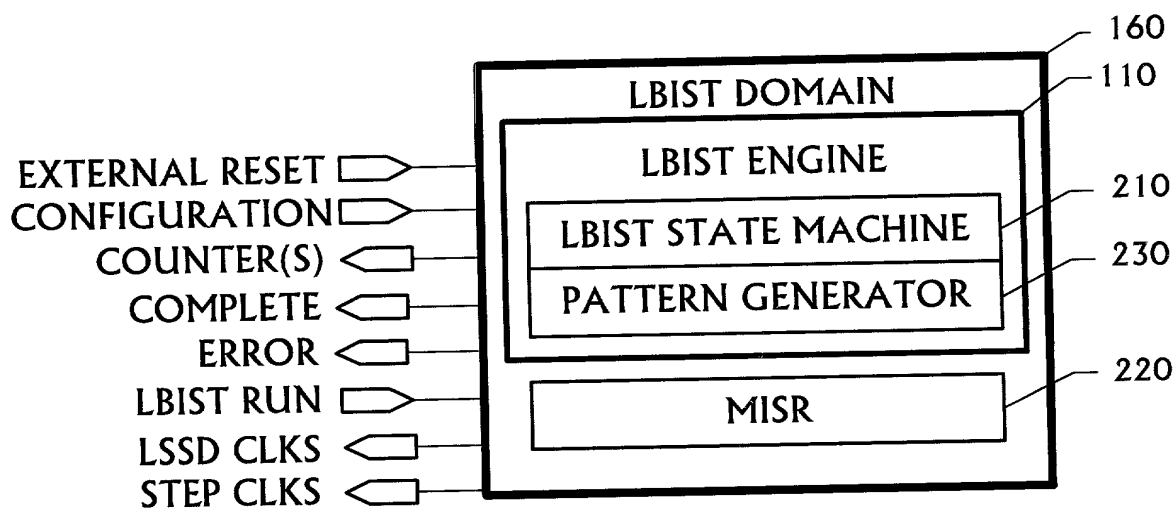 160
LBIST DOMAIN
110
LBIST ENGINE
EXTERNAL RESET
CONFIGURATION
210
LBIST STATE MACHINE
COUNTER(S)
230
PATTERN GENERATOR
COMPLETE
ERROR
220
LBIST RUN
MISR
LSSD CLKS
STEP CLKS